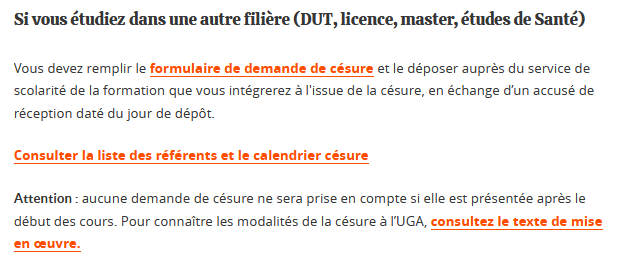 Si vous étudiez dans une autre filière (DUT, licence, master, études de Santé)
Vous devez remplir le formulaire de demande de césure et le déposer auprès du service de
scolarité de la formation que vous intégrerez à l'issue de la césure, en échange d’un accusé de
réception daté du jour de dépôt.
Consulter la liste des référents et le calendrier césure
Attention : aucune demande de césure ne sera prise en compte si elle est présentée après le
début des cours. Pour connaître les modalités de la césure à l’UGA, consultez le texte de mise
en œuvre.